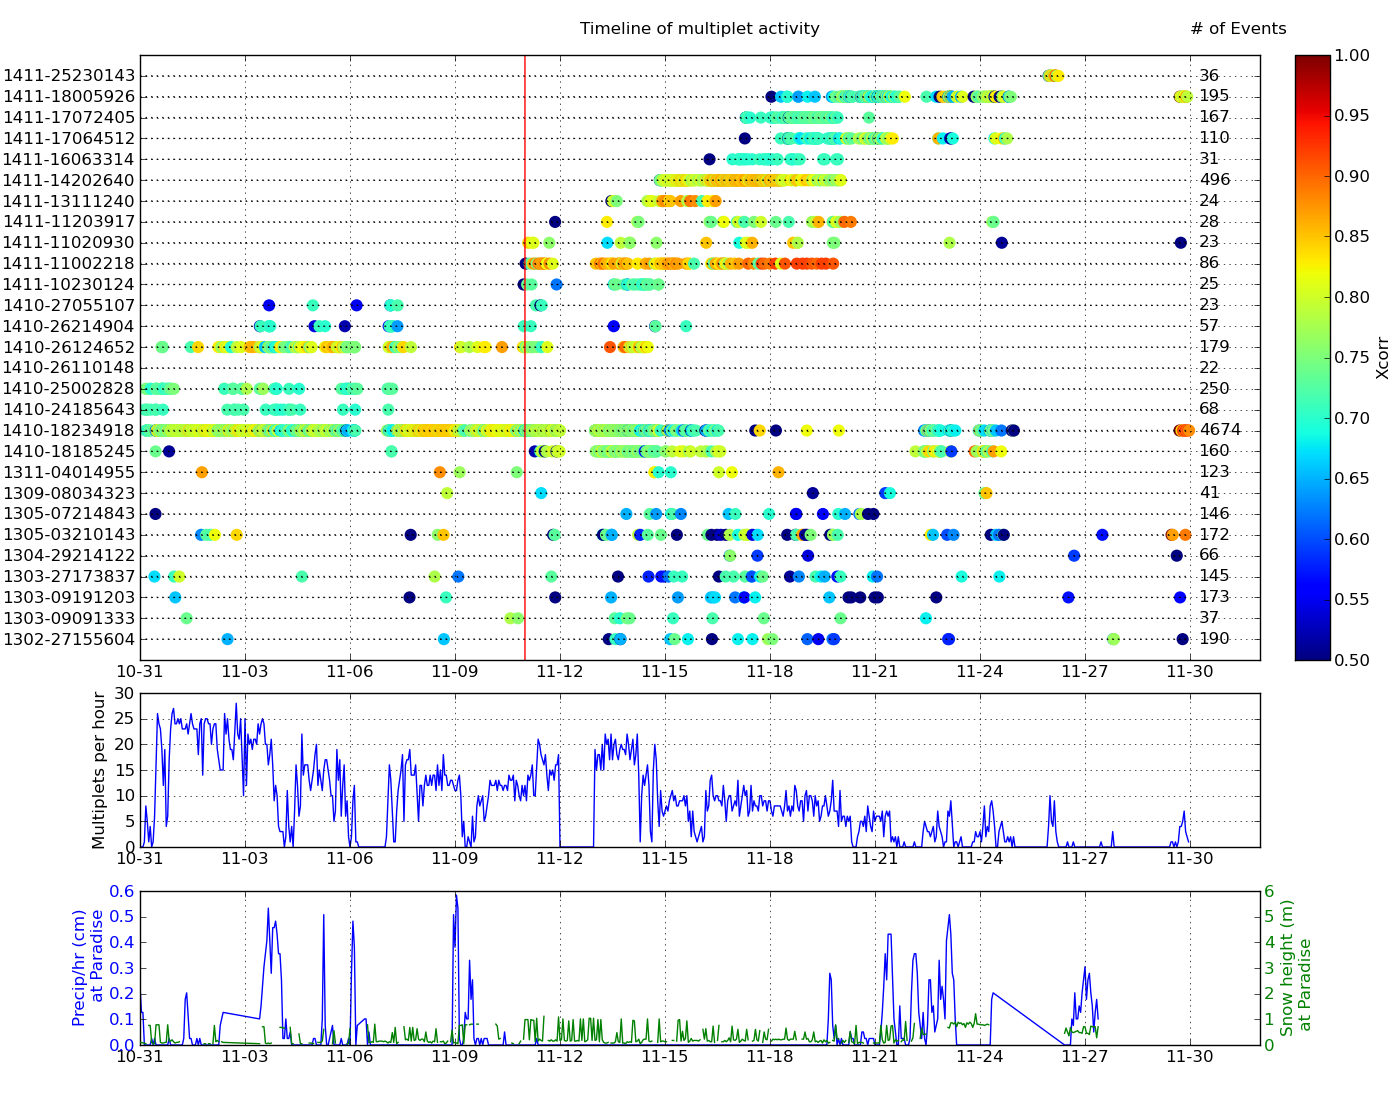 Timeline of multiplet activity # of Events
1411-25230143 36 1.00
1411-18005926 195
1411-17072405 167 0.95
1411-17064512 110
1411-16063314 31
1411-14202640 496 0.90
1411-13111240 24
1411-11203917 28
1411-11020930 23 0.85
1411-11002218 86
1411-10230124 25
1410-27055107 23 0.80
1410-26214904 57
1410-26124652 179
1410-26110148 22 0.75
1410-25002828 250
1410-24185643 68
1410-18234918 4674 0.70
1410-18185245 160
1311-04014955 123 0.65
1309-08034323 41
1305-07214843 146
1305-03210143 172 0.60
1304-29214122 66
1303-27173837 145
1303-09191203 173 0.55
1303-09091333 37
1302-27155604 190
0.50
Xcorr
10-31 11-03 11-06 11-09 11-12 11-15 11-18 11-21 11-24 11-27 11-30
Multiplets per hour
30
25
20
15
10
5
0
10-31 11-03 11-06 11-09 11-12 11-15 11-18 11-21 11-24 11-27 11-30
Precip/hr (cm)
at Paradise
0.6 6
0.5 5
0.4 4
0.3 3
0.2 2
0.1 1
0.0 0
Snow height (m)
at Paradise
10-31 11-03 11-06 11-09 11-12 11-15 11-18 11-21 11-24 11-27 11-30